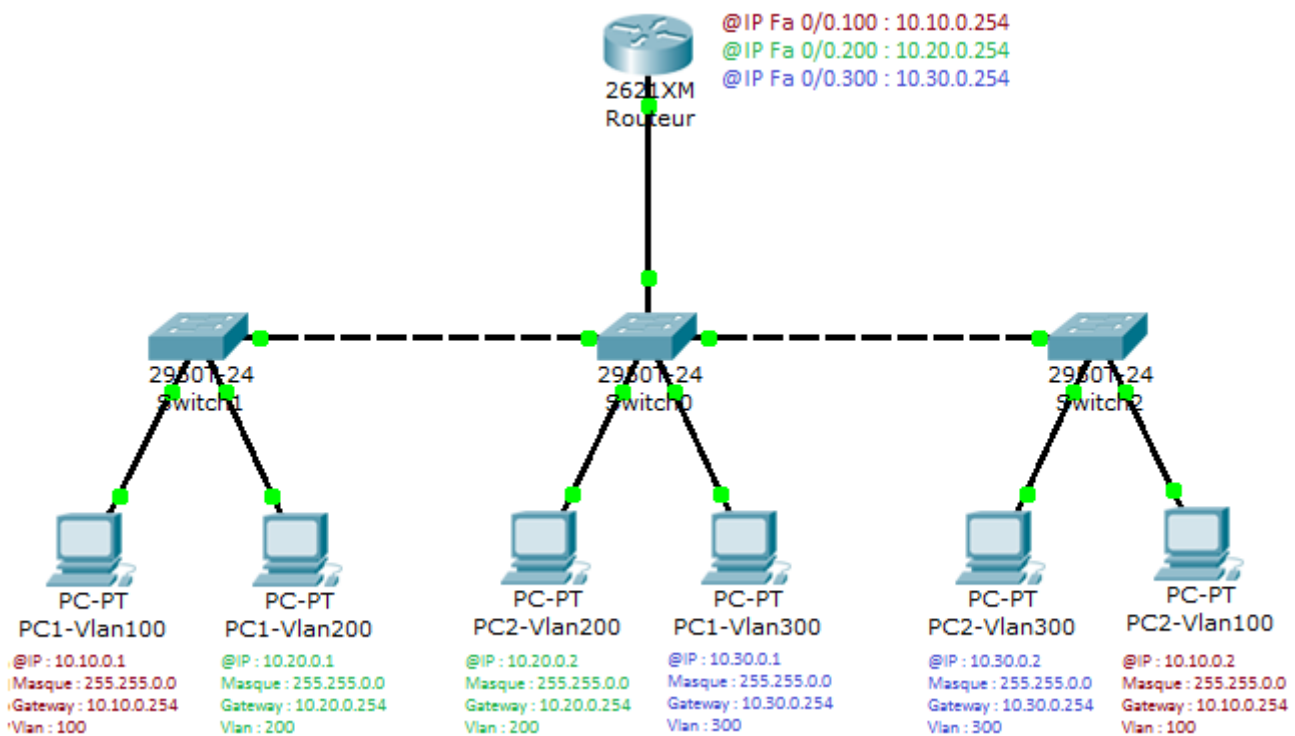 @IP Fa 0/0.100 : 10.10.0.254
@IP Fa 0/0.200 : 10.20.0.254
@IP Fa 0/0.300 : 10.30.0.254
2621XM
Routeur
2950T-24
Switch1
2950T-24
Switch0
2950T-24
Switch2
PC-PT
PC1-Vlan100
@IP : 10.10.0.1
Masque : 255.255.0.0
Gateway : 10.10.0.254
Vlan : 100
PC-PT
PC1-Vlan200
@IP : 10.20.0.1
Masque : 255.255.0.0
Gateway : 10.20.0.254
Vlan : 200
PC-PT
PC2-Vlan200
@IP : 10.20.0.2
Masque : 255.255.0.0
Gateway : 10.20.0.254
Vlan : 200
PC-PT
PC1-Vlan300
@IP : 10.30.0.1
Masque : 255.255.0.0
Gateway : 10.30.0.254
Vlan : 300
PC-PT
PC2-Vlan300
@IP : 10.30.0.2
Masque : 255.255.0.0
Gateway : 10.30.0.254
Vlan : 300
PC-PT
PC2-Vlan100
@IP : 10.10.0.2
Masque : 255.255.0.0
Gateway : 10.10.0.254
Vlan : 100